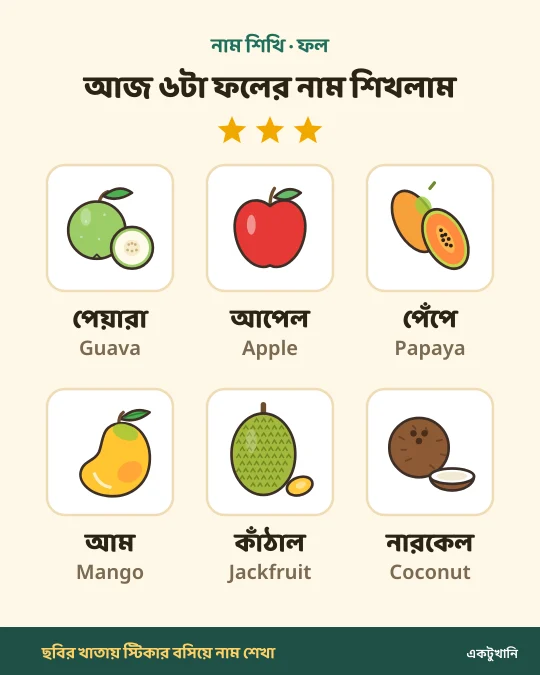 নাম শিখি · ফল
আজ ৬টা ফলের নাম শিখলাম
পেয়ারা
Guava
আপেল
Apple
পেঁপে
Papaya
আম
Mango
কাঁঠাল
Jackfruit
নারকেল
Coconut
ছবির খাতায় স্টিকার বসিয়ে নাম শেখা
একটুখানি